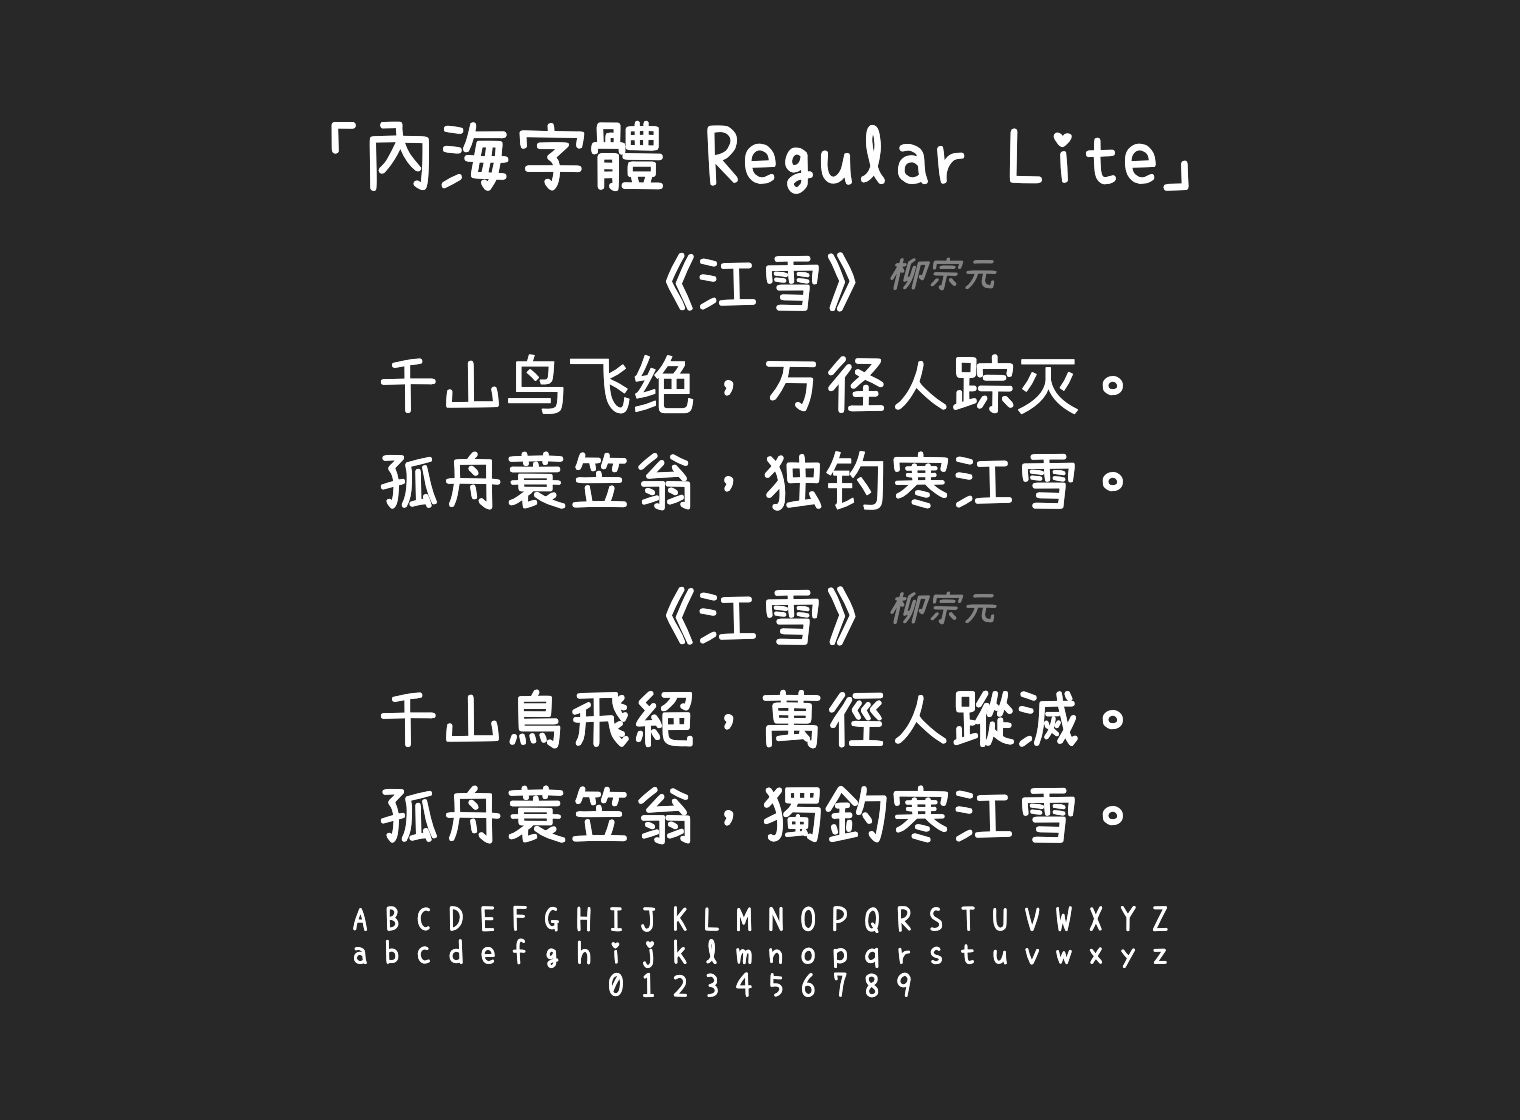 「內海字體 Regular Lite」
《江雪》 柳宗元
千山鸟飞绝，万径人踪灭。
孤舟蓑笠翁，独钓寒江雪。
《江雪》 柳宗元
千山鳥飛絕，萬徑人蹤滅。
孤舟蓑笠翁，獨釣寒江雪。
A B C D E F G H I J K L M N O P Q R S T U V W X Y Z
a b c d e f g h i j k l m n o p q r s t u v w x y z
0 1 2 3 4 5 6 7 8 9